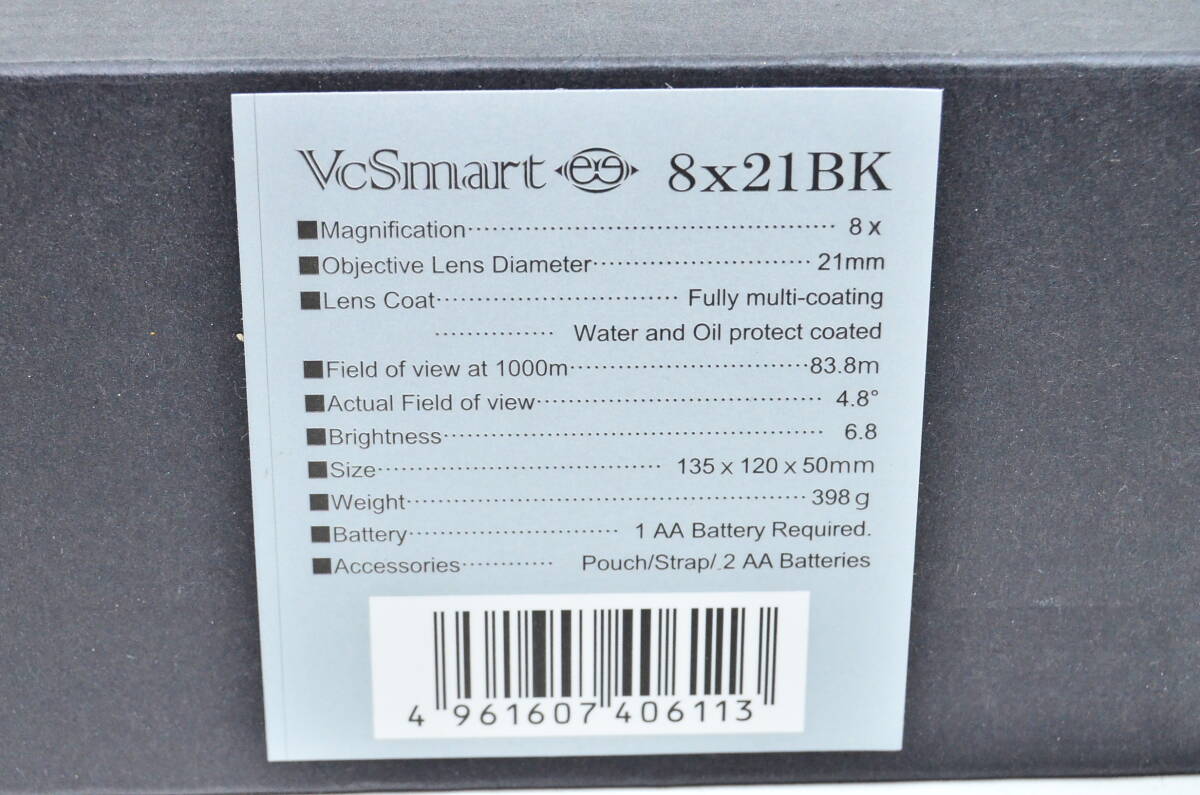 VcSmart 8x21BK
■Magnification 8 x
■Objective Lens Diameter 21mm
■Lens Coat Fully multi-coating
Water and Oil protect coated
■Field of view at 1000m 83.8m
■Actual Field of view 4.8°
■Brightness 6.8
■Size 135 x 120 x 50mm
■Weight 398 g
■Battery 1 AA Battery Required.
■Accessories Pouch/Strap/ 2 AA Batteries
4 961607 406113